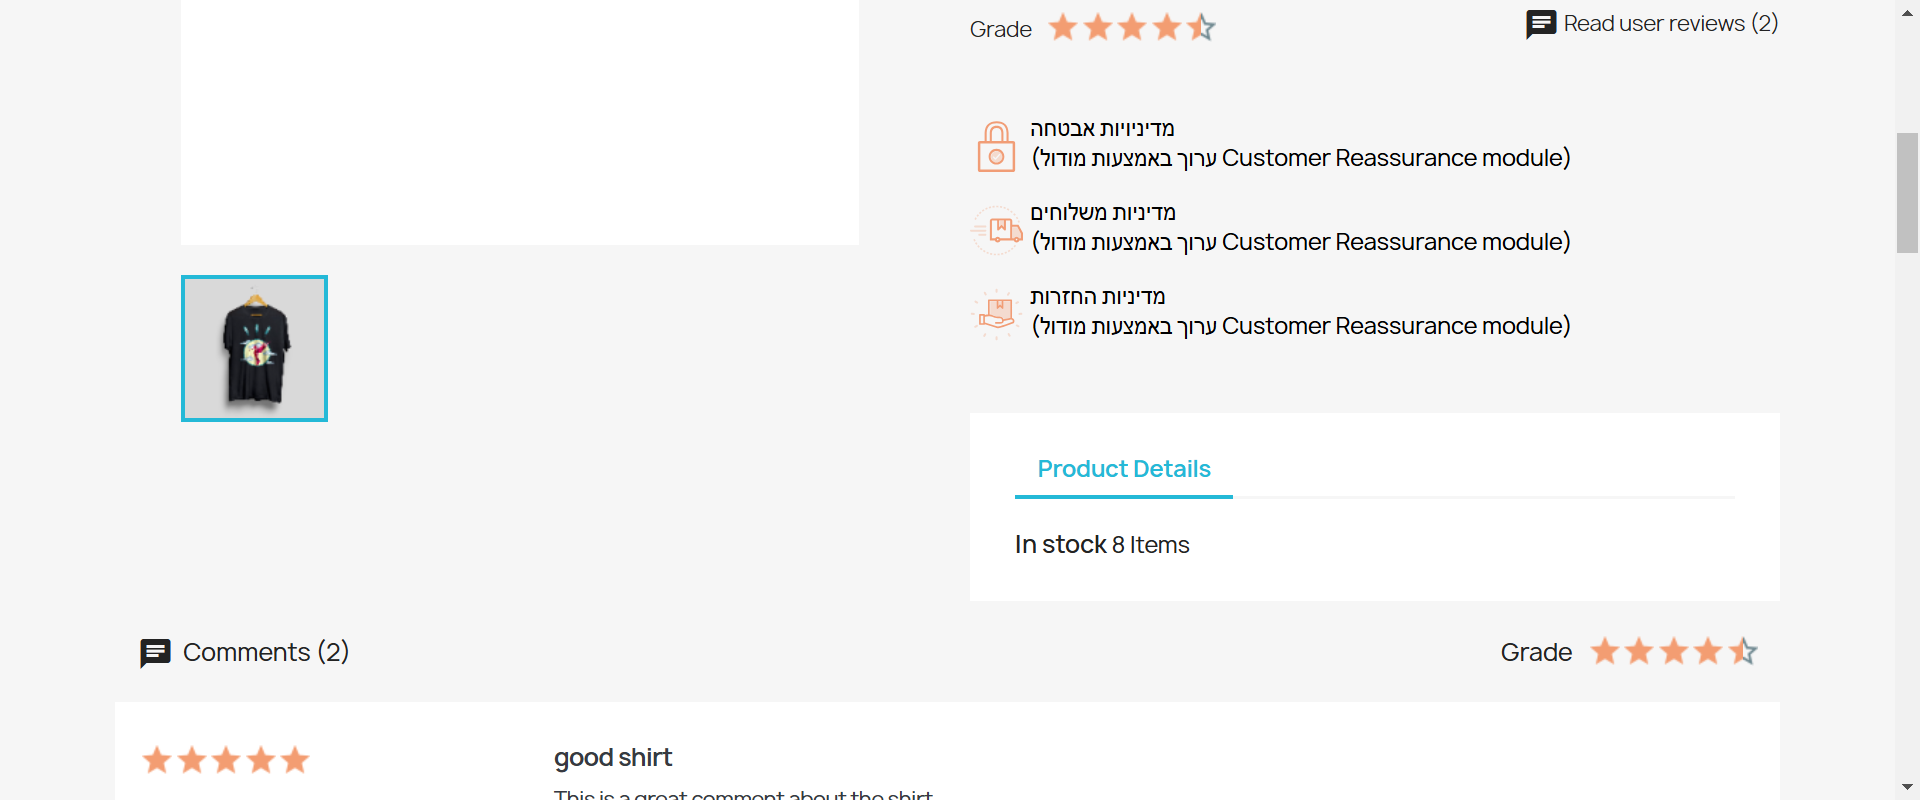 Grade
Read user reviews (2)
מדיניויות אבטחה
(ערוך באמצעות מודול Customer Reassurance module)
מדיניות משלוחים
(ערוך באמצעות מודול Customer Reassurance module)
מדיניות החזרות
(ערוך באמצעות מודול Customer Reassurance module)
Product Details
In stock 8 Items
Comments (2)
Grade
good shirt
This is a great comment about the shirt